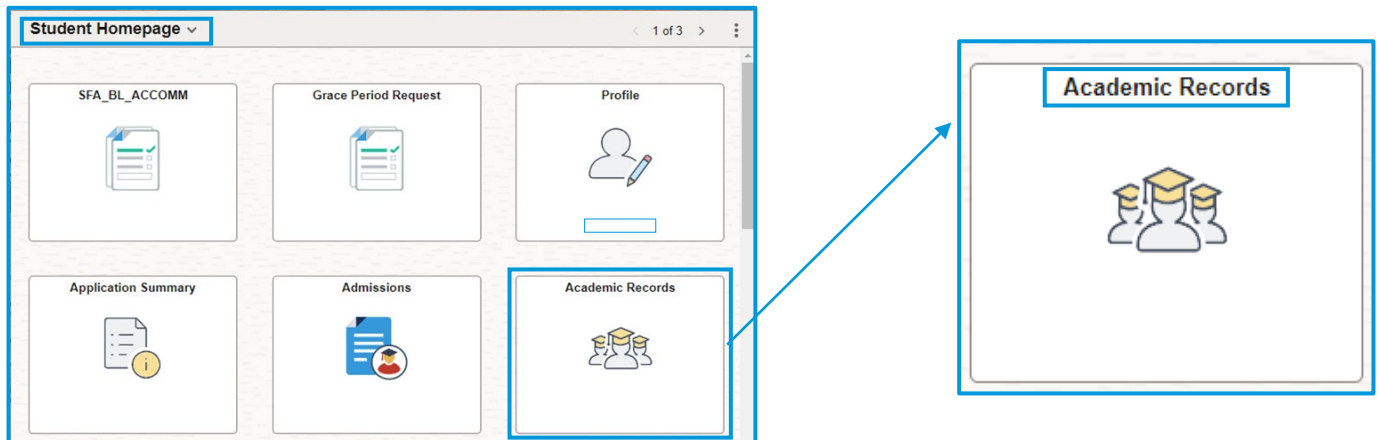 Student Homepage
1 of 3
SFA_BL_ACCOMM
Grace Period Request
Profile
Application Summary
Admissions
Academic Records
Academic Records